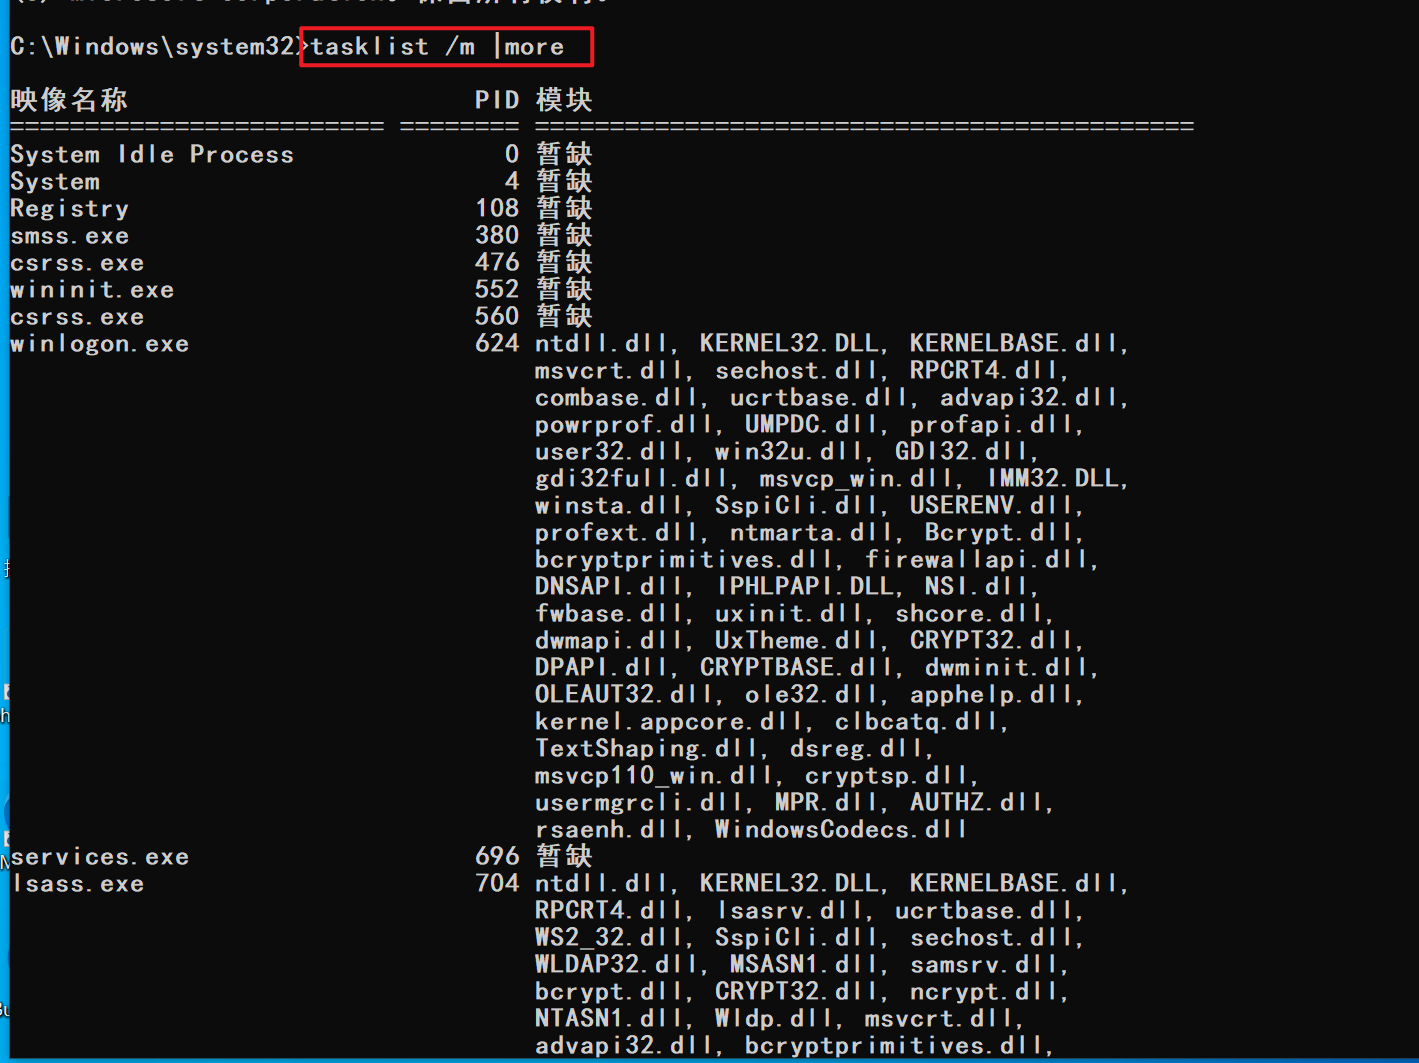 C:\Windows\system32>tasklist /m |more
映像名称                       PID 模块
========================= ======== ============================================
System Idle Process              0 暂缺
System                           4 暂缺
Registry                       108 暂缺
smss.exe                       380 暂缺
csrss.exe                      476 暂缺
wininit.exe                    552 暂缺
csrss.exe                      560 暂缺
winlogon.exe                   624 ntdll.dll, KERNEL32.DLL, KERNELBASE.dll,
msvcrt.dll, sechost.dll, RPCRT4.dll,
combase.dll, ucrtbase.dll, advapi32.dll,
powrprof.dll, UMPDC.dll, profapi.dll,
user32.dll, win32u.dll, GDI32.dll,
gdi32full.dll, msvcp_win.dll, IMM32.DLL,
winsta.dll, SspiCli.dll, USERENV.dll,
profext.dll, ntmarta.dll, Bcrypt.dll,
bcryptprimitives.dll, firewallapi.dll,
DNSAPI.dll, IPHLPAPI.DLL, NSI.dll,
fwbase.dll, uxinit.dll, shcore.dll,
dwmapi.dll, UxTheme.dll, CRYPT32.dll,
DPAPI.dll, CRYPTBASE.dll, dwminit.dll,
OLEAUT32.dll, ole32.dll, apphelp.dll,
kernel.appcore.dll, clbcatq.dll,
TextShaping.dll, dsreg.dll,
msvcp110_win.dll, cryptsp.dll,
usermgrcli.dll, MPR.dll, AUTHZ.dll,
rsaenh.dll, WindowsCodecs.dll
services.exe                   696 暂缺
lsass.exe                      704 ntdll.dll, KERNEL32.DLL, KERNELBASE.dll,
RPCRT4.dll, lsasrv.dll, ucrtbase.dll,
WS2_32.dll, SspiCli.dll, sechost.dll,
WLDAP32.dll, MSASN1.dll, samsrv.dll,
bcrypt.dll, CRYPT32.dll, ncrypt.dll,
NTASN1.dll, Wldp.dll, msvcrt.dll,
advapi32.dll, bcryptprimitives.dll,